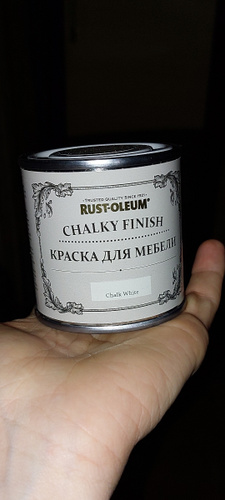 TRUSTED QUALITY SINCE 1921
RUST-OLEUM®
CHALKY FINISH
КРАСКА ДЛЯ МЕБЕЛИ
Chalk White